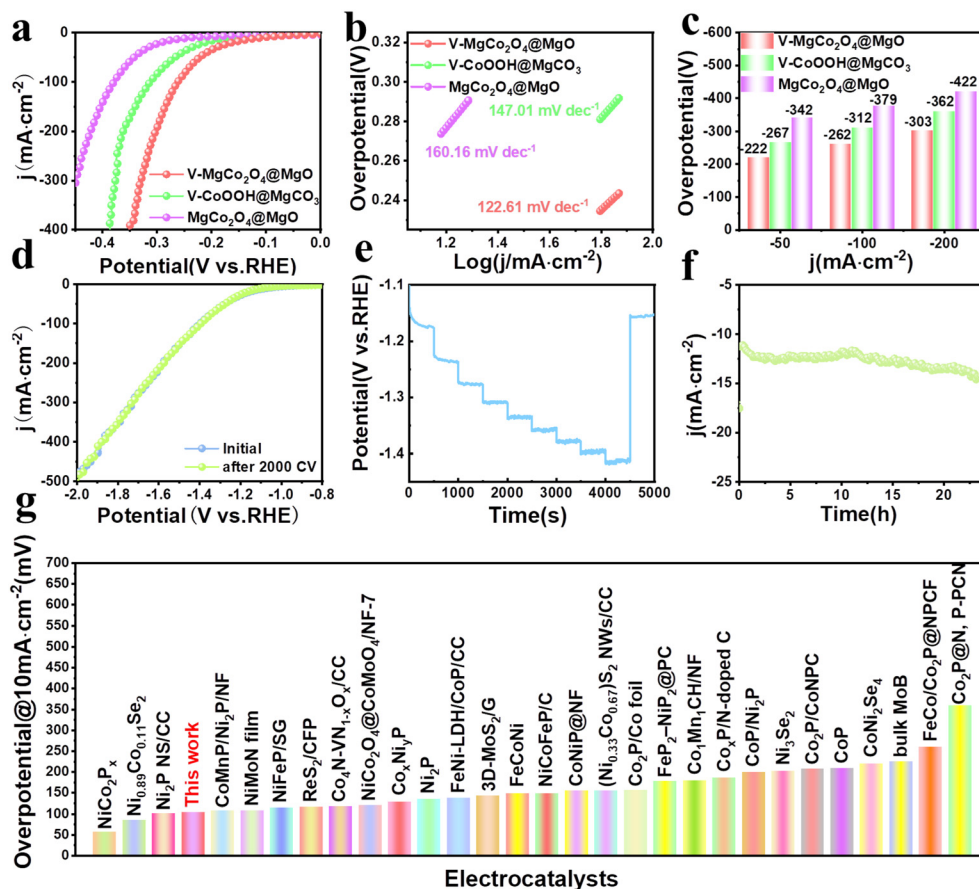 a
0
-100
-200
-300
-400
j (mA·cm-2)
V-MgCo2O4@MgO
V-CoOOH@MgCO3
MgCo2O4@MgO
-0.4
-0.3
-0.2
-0.1
0.0
Potential(V vs.RHE)
b
0.32
0.30
0.28
0.26
0.24
Overpotential(V)
V-MgCo2O4@MgO
V-CoOOH@MgCO3
MgCo2O4@MgO
147.01 mV dec-1
160.16 mV dec-1
122.61 mV dec-1
1.2
1.4
1.6
1.8
2.0
Log(j/mA·cm-2)
c
-600
-500
-400
-300
-200
-100
0
Overpotential(V)
V-MgCo2O4@MgO
V-CoOOH@MgCO3
MgCo2O4@MgO
-222
-267
-342
-262
-312
-379
-303
-362
-422
-50
-100
-200
j(mA·cm-2)
d
0
-100
-200
-300
-400
-500
j (mA·cm-2)
Initial
after 2000 CV
-2.0
-1.8
-1.6
-1.4
-1.2
-1.0
-0.8
Potential (V vs.RHE)
e
-1.1
-1.2
-1.3
-1.4
Potential(V vs.RHE)
0
1000
2000
3000
4000
5000
Time(s)
f
-5
-10
-15
-20
-25
j(mA·cm-2)
0
5
10
15
20
Time(h)
g
700
650
600
550
500
450
400
350
300
250
200
150
100
50
0
Overpotential@10mA·cm-2(mV)
NiCo2Px
Ni0.89Co0.11Se2
Ni2P NS/CC
This work
CoMnP/Ni2P/NF
NiMoN film
NiFeP/SG
ReS2/CFP
Co4N-VN1-xOx/CC
NiCo2O4@CoMoO4/NF-7
CoxNiyP
Ni2P
FeNi-LDH/CoP/CC
3D-MoS2/G
FeCoNi
NiCoFeP/C
CoNiP@NF
(Ni0.33Co0.67)S2 NWs/CC
Co2P/Co foil
FeP2–NiP2@PC
Co1Mn1CH/NF
CoxP/N-doped C
CoP/Ni2P
Ni3Se2
Co2P/CoNPC
CoP
CoNi2Se4
bulk MoB
FeCo/Co2P@NPCF
Co2P@N, P-PCN
Electrocatalysts